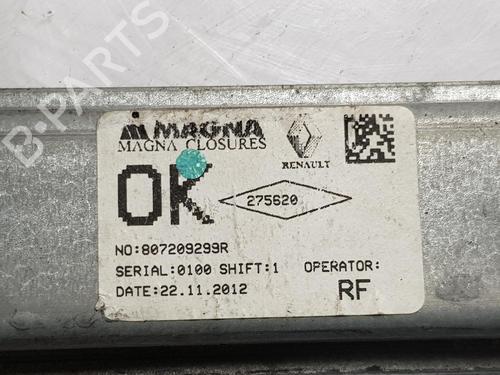 B-PARTS
MAGNA
MAGNA CLOSURES
RENAULT
OK
275620
NO:807209299R
SERIAL:0100 SHIFT:1 OPERATOR:
DATE:22.11.2012 RF